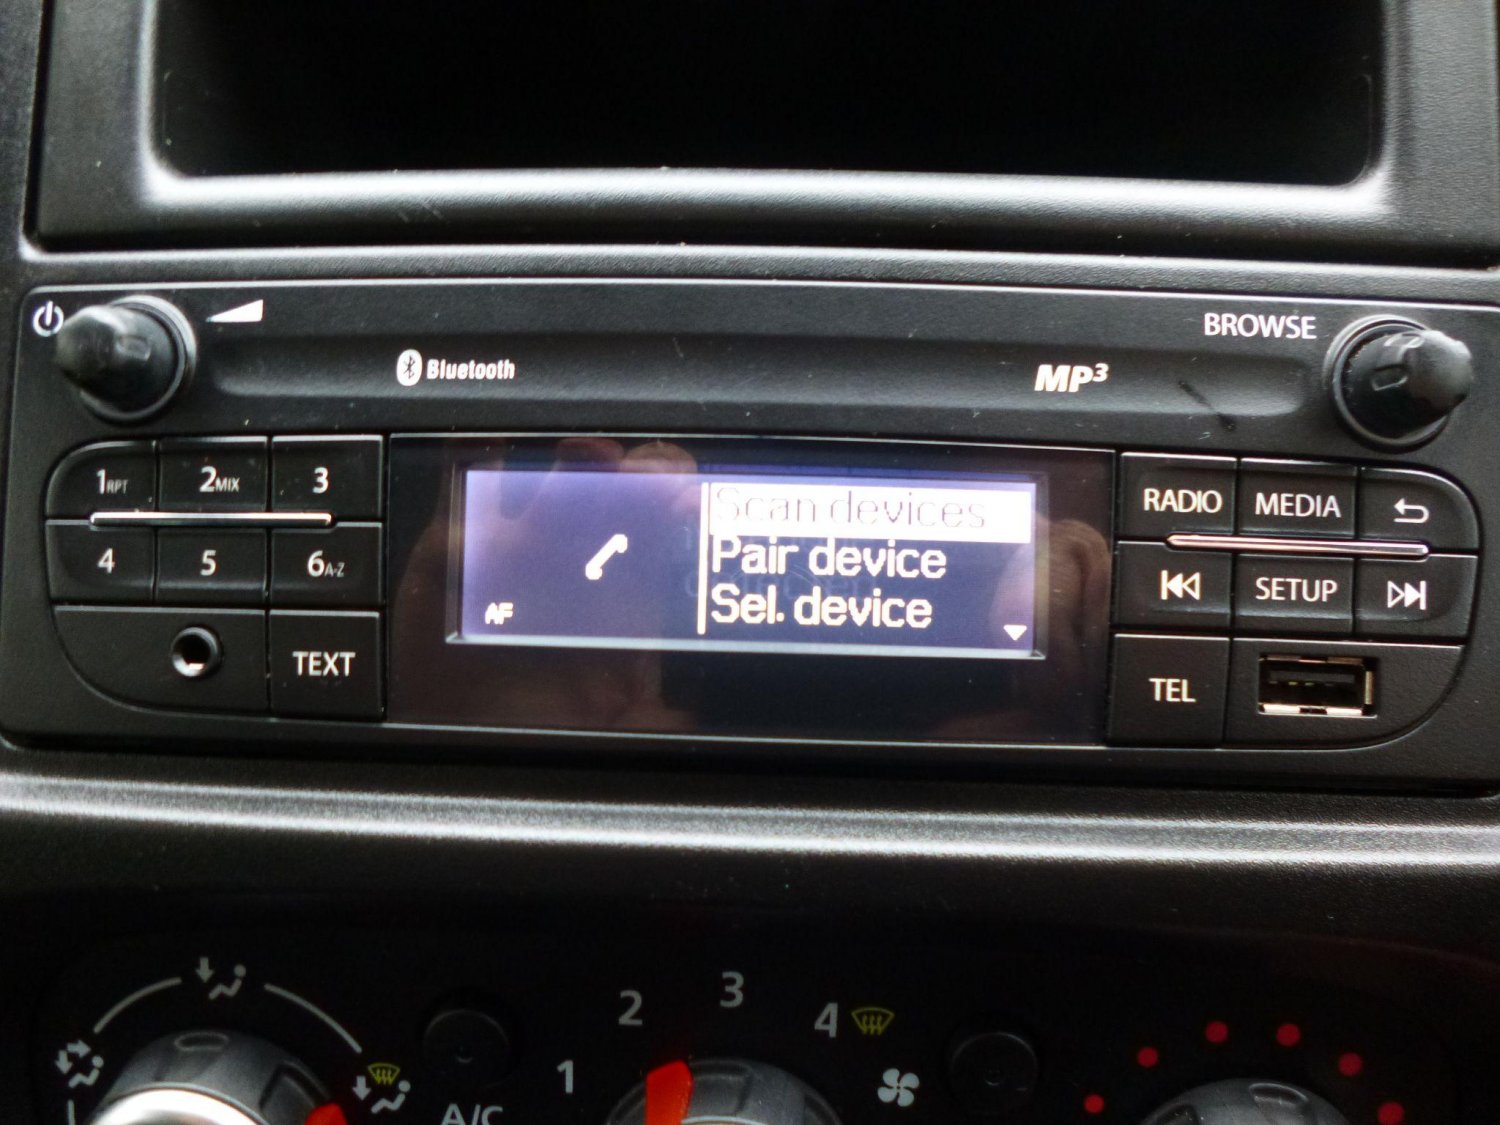 BROWSE
Bluetooth
MP3
1RPT
2MIX
3
4
5
6A-Z
TEXT
Scan devices
Pair device
Sel. device
AF
RADIO
MEDIA
SETUP
TEL
1
2
3
4
A/C